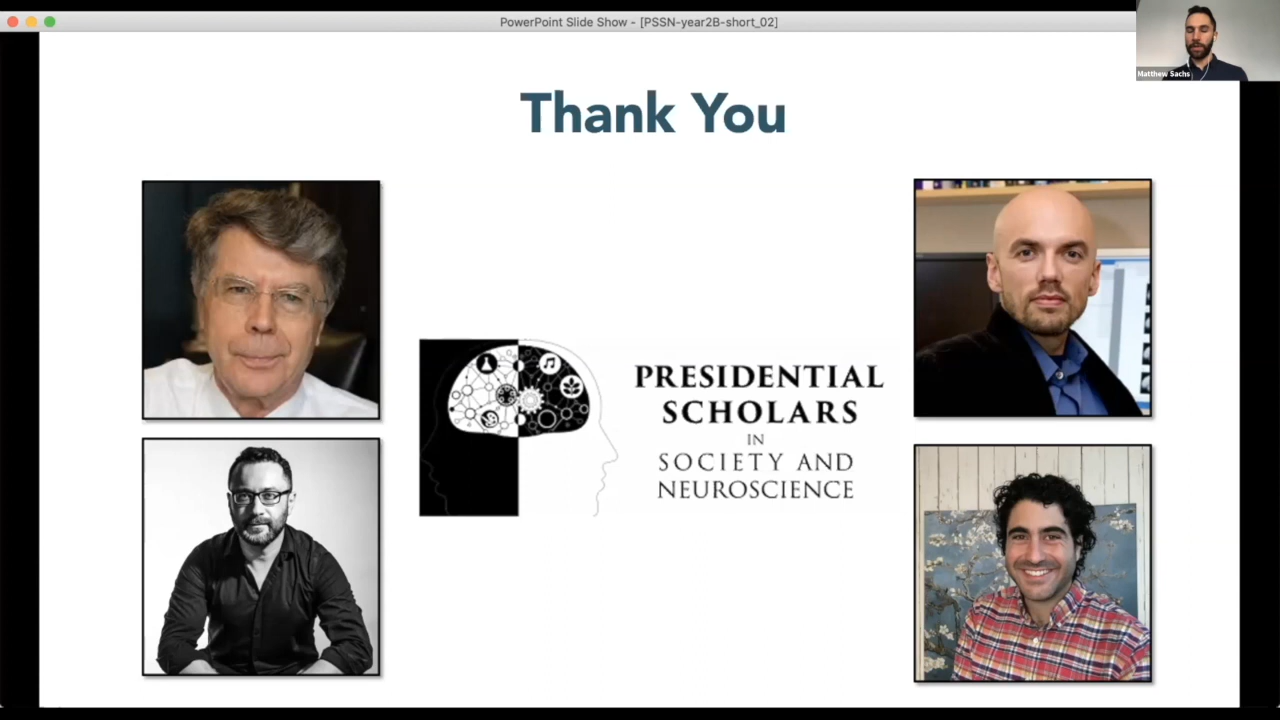 PowerPoint Slide Show - [PSSN-year2B-short_02]
Matthew Sachs
Thank You
PRESIDENTIAL
SCHOLARS
IN
SOCIETY AND
NEUROSCIENCE